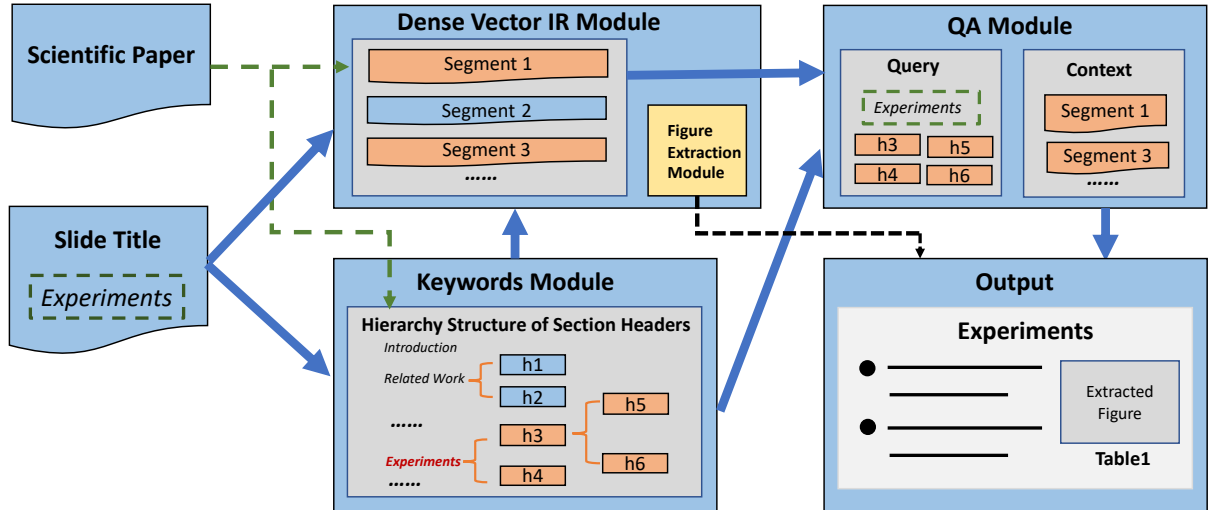 Scientific Paper
Slide Title
Experiments
Dense Vector IR Module
Segment 1
Segment 2
Segment 3
......
Figure
Extraction
Module
Keywords Module
Hierarchy Structure of Section Headers
Introduction
Related Work
h1
h2
......
h3
h5
Experiments
h4
h6
......
QA Module
Query
Experiments
h3
h5
h4
h6
Context
Segment 1
Segment 3
......
Output
Experiments
Extracted
Figure
Table1